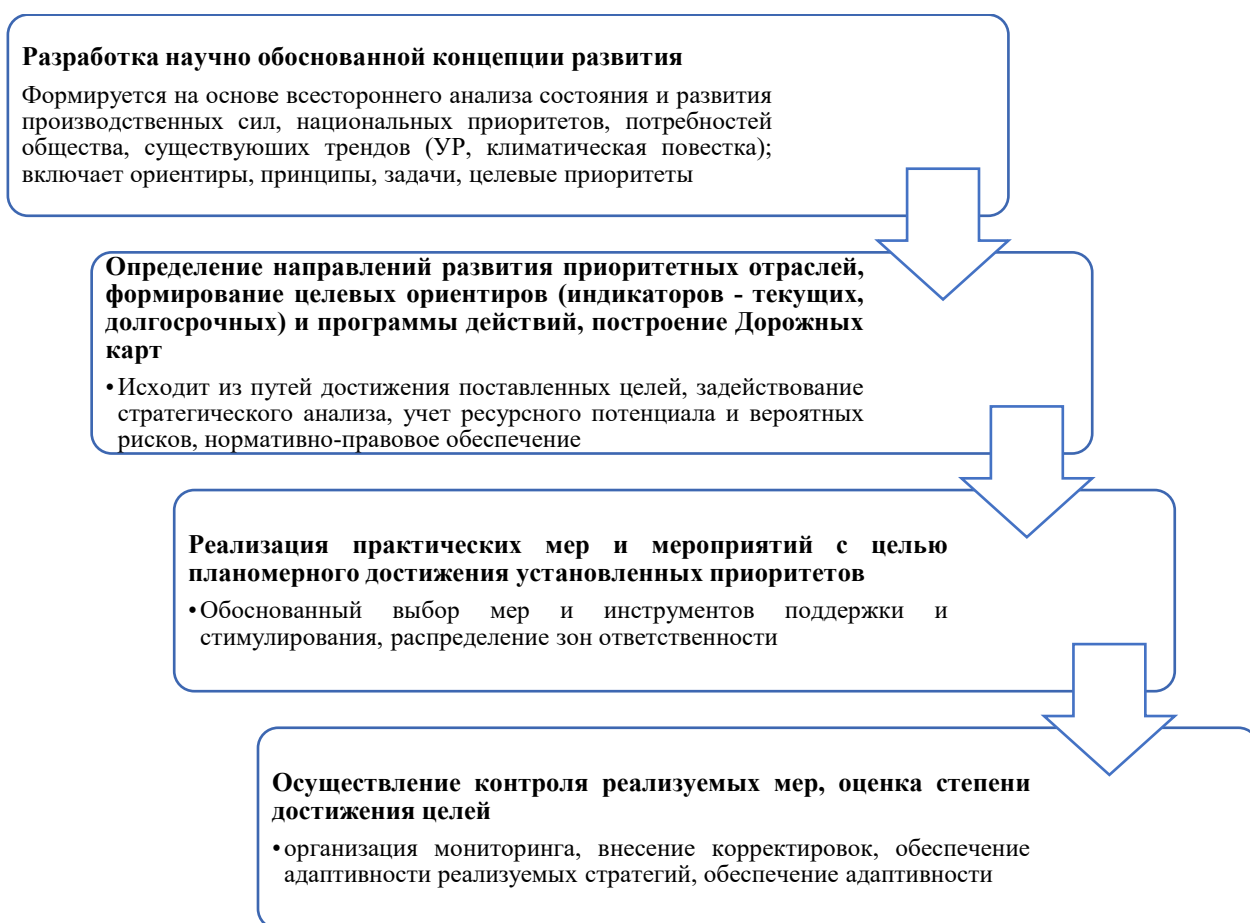 Разработка научно обоснованной концепции развития
Формируется на основе всестороннего анализа состояния и развития
производственных сил, национальных приоритетов, потребностей
общества, существуюших трендов (УР, климатическая повестка);
включает ориентиры, принципы, задачи, целевые приоритеты
Определение направлений развития приоритетных отраслей,
формирование целевых ориентиров (индикаторов - текущих,
долгосрочных) и программы действий, построение Дорожных
карт
•Исходит из путей достижения поставленных целей, задействование
стратегического анализа, учет ресурсного потенциала и вероятных
рисков, нормативно-правовое обеспечение
Реализация практических мер и мероприятий с целью
планомерного достижения установленных приоритетов
•Обоснованный выбор мер и инструментов поддержки и
стимулирования, распределение зон ответственности
Осуществление контроля реализуемых мер, оценка степени
достижения целей
•организация мониторинга, внесение корректировок, обеспечение
адаптивности реализуемых стратегий, обеспечение адаптивности